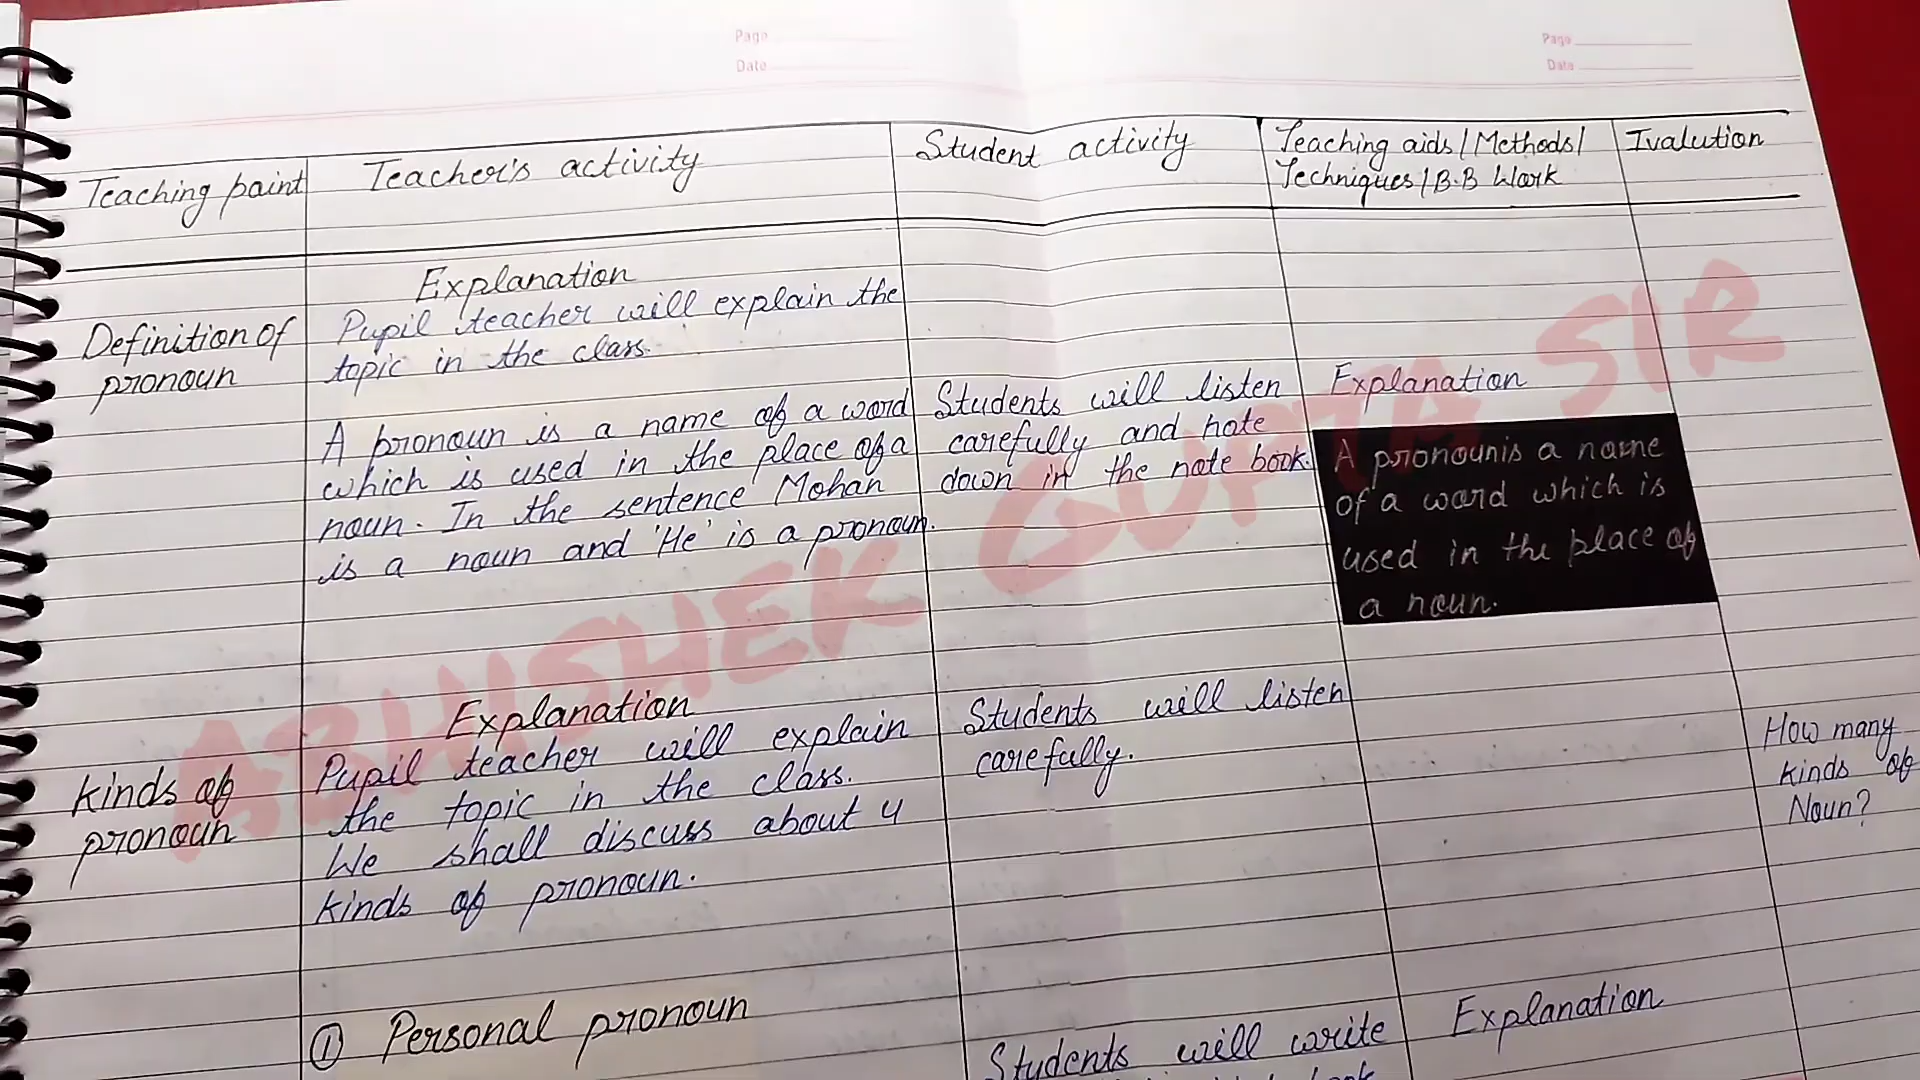 Page
Date
Page
Date
Teaching point
Teacher's activity
Student activity
Teaching aids/Methods/
Techniques/B.B Work
Ivalution
Definition of
pronoun
Explanation
Pupil teacher will explain the
topic in the class.
A pronoun is a name of a word
which is used in the place of a
noun. In the sentence 'Mohan
is a noun and 'He' is a pronoun.
Students will listen
carefully and note
down in the note book.
Explanation
A pronounis a name
of a word which is
used in the place of
a noun.
Kinds of
pronoun
Explanation
Pupil teacher will explain
the topic in the class.
We shall discuss about 4
kinds of pronoun.
Students will listen
carefully.
How many
kinds of
Noun?
① Personal pronoun
Students will write
Explanation
ABHISHEK GUPTA SIR